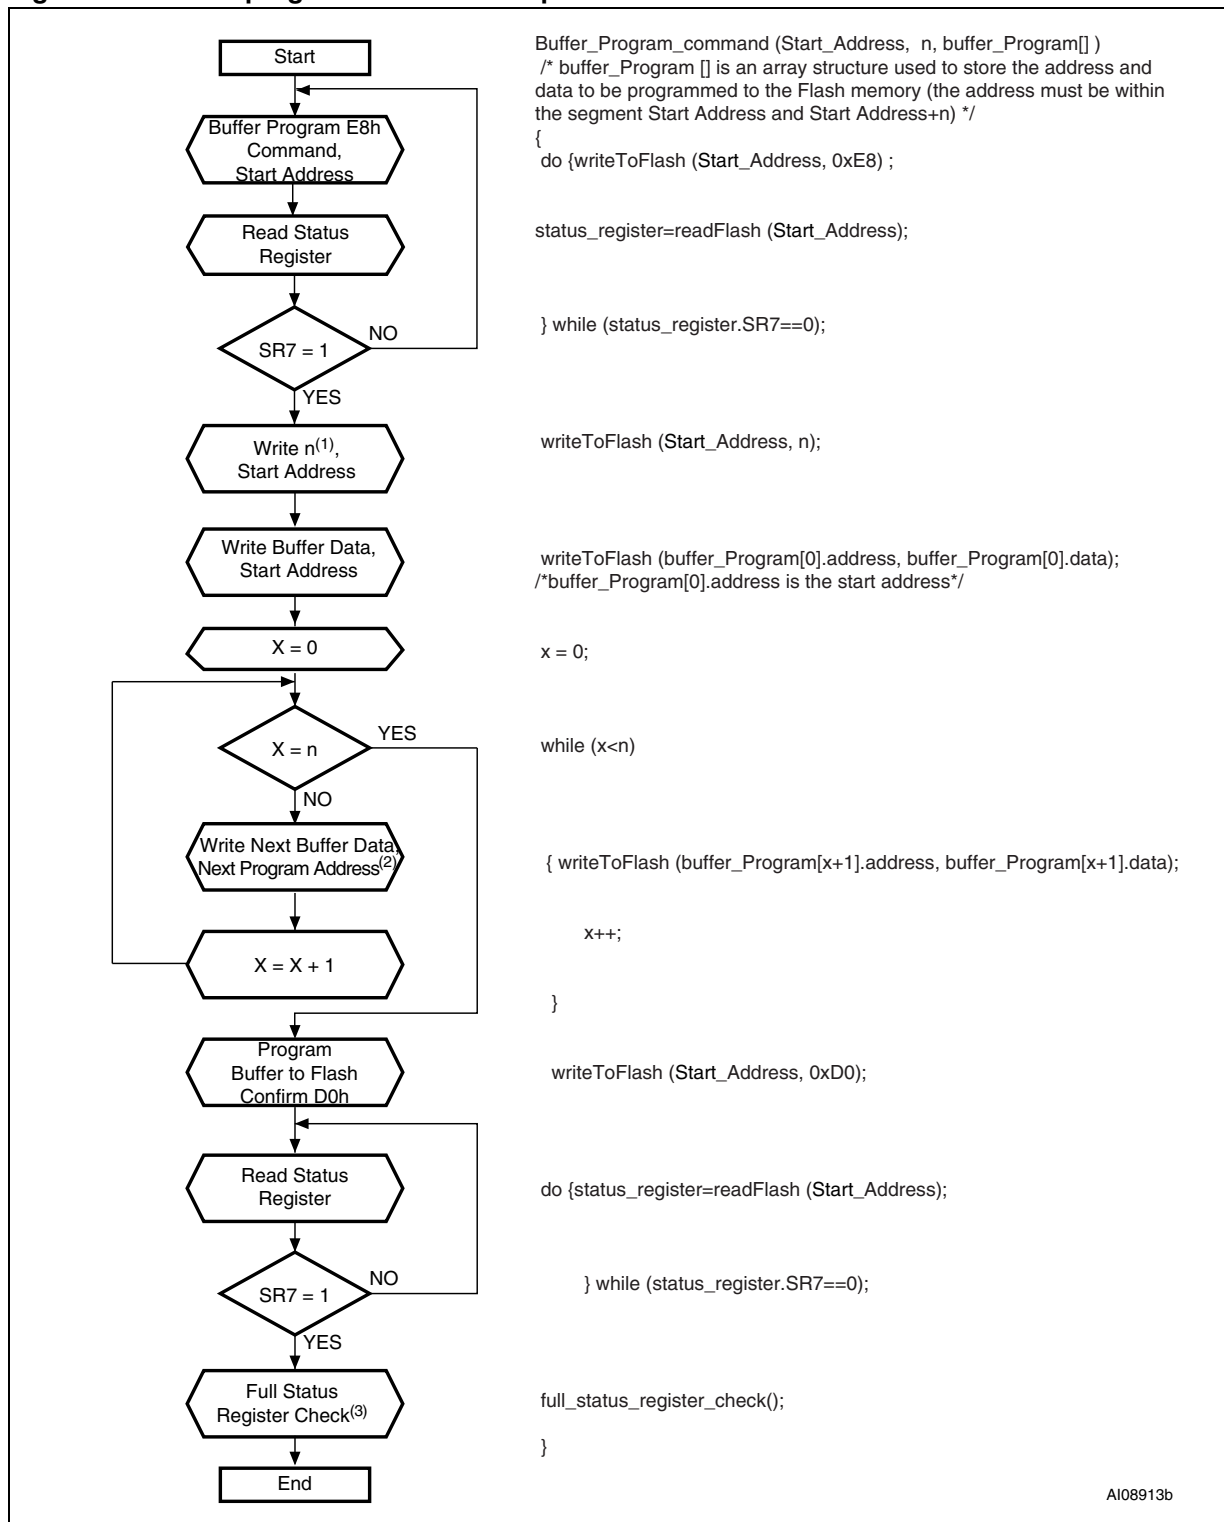 Start
Buffer Program E8h
Command,
Start Address
Read Status
Register
SR7 = 1
NO
YES
Write n(1),
Start Address
Write Buffer Data,
Start Address
X = 0
X = n
YES
NO
Write Next Buffer Data,
Next Program Address(2)
X = X + 1
Program
Buffer to Flash
Confirm D0h
Read Status
Register
SR7 = 1
NO
YES
Full Status
Register Check(3)
End
Buffer_Program_command (Start_Address, n, buffer_Program[] )
/* buffer_Program [] is an array structure used to store the address and
data to be programmed to the Flash memory (the address must be within
the segment Start Address and Start Address+n) */
{
do {writeToFlash (Start_Address, 0xE8) ;
status_register=readFlash (Start_Address);
} while (status_register.SR7==0);
writeToFlash (Start_Address, n);
writeToFlash (buffer_Program[0].address, buffer_Program[0].data);
/*buffer_Program[0].address is the start address*/
x = 0;
while (x<n)
{ writeToFlash (buffer_Program[x+1].address, buffer_Program[x+1].data);
x++;
}
writeToFlash (Start_Address, 0xD0);
do {status_register=readFlash (Start_Address);
} while (status_register.SR7==0);
full_status_register_check();
}
AI08913b